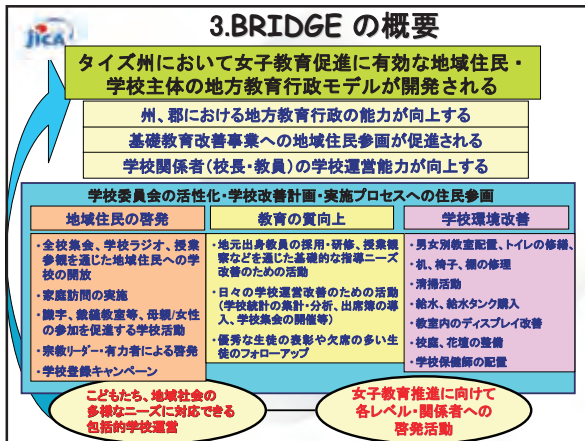 jica
3.BRIDGE の概要
タイズ州において女子教育促進に有効な地域住民・
学校主体の地方教育行政モデルが開発される
州、郡における地方教育行政の能力が向上する
基礎教育改善事業への地域住民参画が促進される
学校関係者(校長・教員)の学校運営能力が向上する
学校委員会の活性化・学校改善計画・実施プロセスへの住民参画
地域住民の啓発
・全校集会、学校ラジオ、授業
参観を通じた地域住民への学
校の開放
・家庭訪問の実施
・識字、裁縫教室等、母親/女性
の参加を促進する学校活動
・宗教リーダー・有力者による啓発
・学校登録キャンペーン
教育の質向上
・地元出身教員の採用・研修、授業観
察などを通じた基礎的な指導ニーズ
改善のための活動
・日々の学校運営改善のための活動
(学校統計の集計・分析、出席簿の導
入、学校集会の開催等)
・優秀な生徒の表彰や欠席の多い生
徒のフォローアップ
学校環境改善
・男女別教室配置、トイレの修繕、
・机、椅子、棚の修理
・清掃活動
・給水、給水タンク購入
・教室内のディスプレイ改善
・校庭、花壇の整備
・学校保健師の配置
こどもたち、地域社会の
多様なニーズに対応できる
包括的学校運営
女子教育推進に向けて
各レベル・関係者への
啓発活動